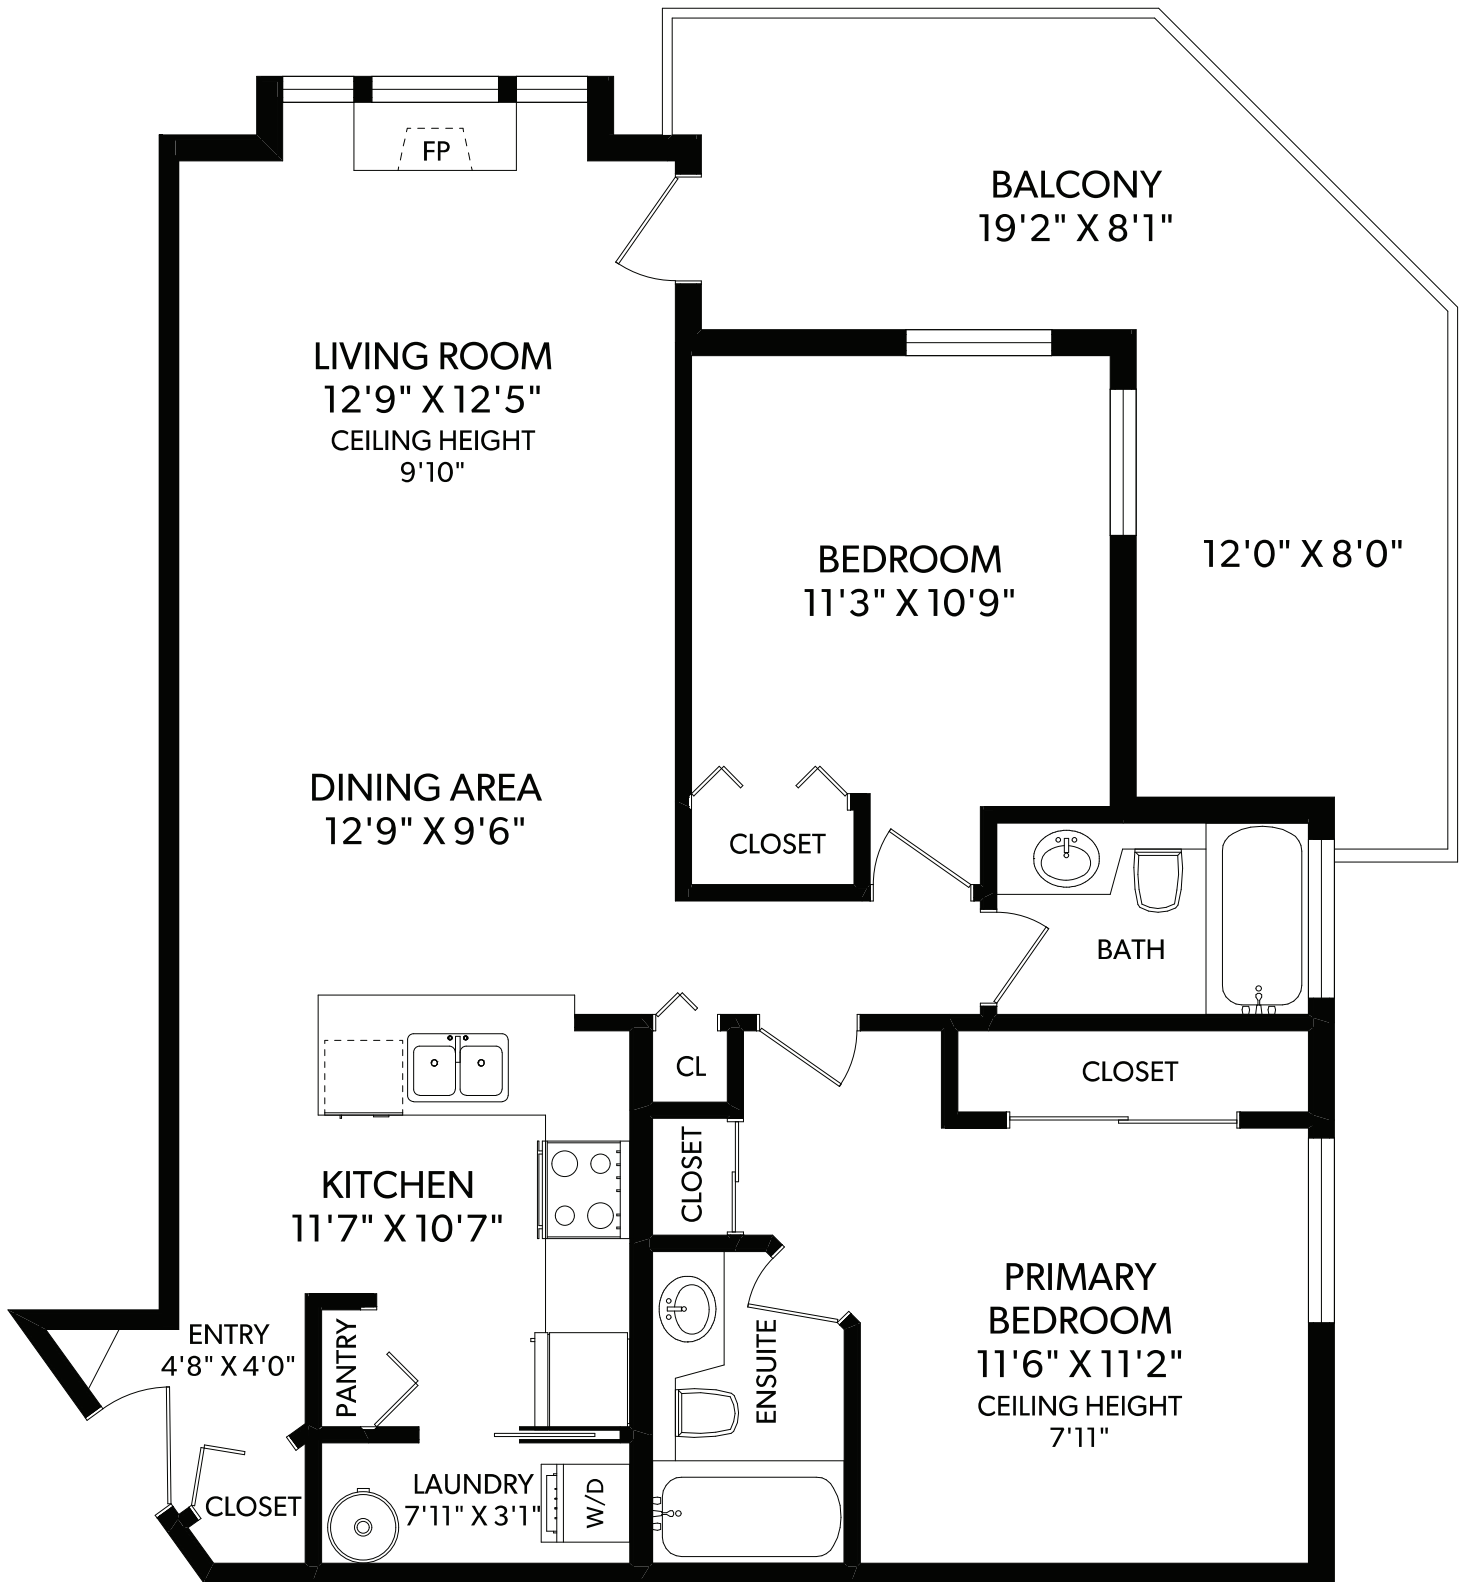 FP
BALCONY
19'2" X 8'1"
LIVING ROOM
12'9" X 12'5"
CEILING HEIGHT
9'10"
BEDROOM
11'3" X 10'9"
12'0" X 8'0"
DINING AREA
12'9" X 9'6"
CLOSET
BATH
CL
CLOSET
CLOSET
KITCHEN
11'7" X 10'7"
PRIMARY
BEDROOM
11'6" X 11'2"
CEILING HEIGHT
7'11"
ENTRY
4'8" X 4'0"
PANTRY
ENSUITE
LAUNDRY
7'11" X 3'1"
W/D
CLOSET